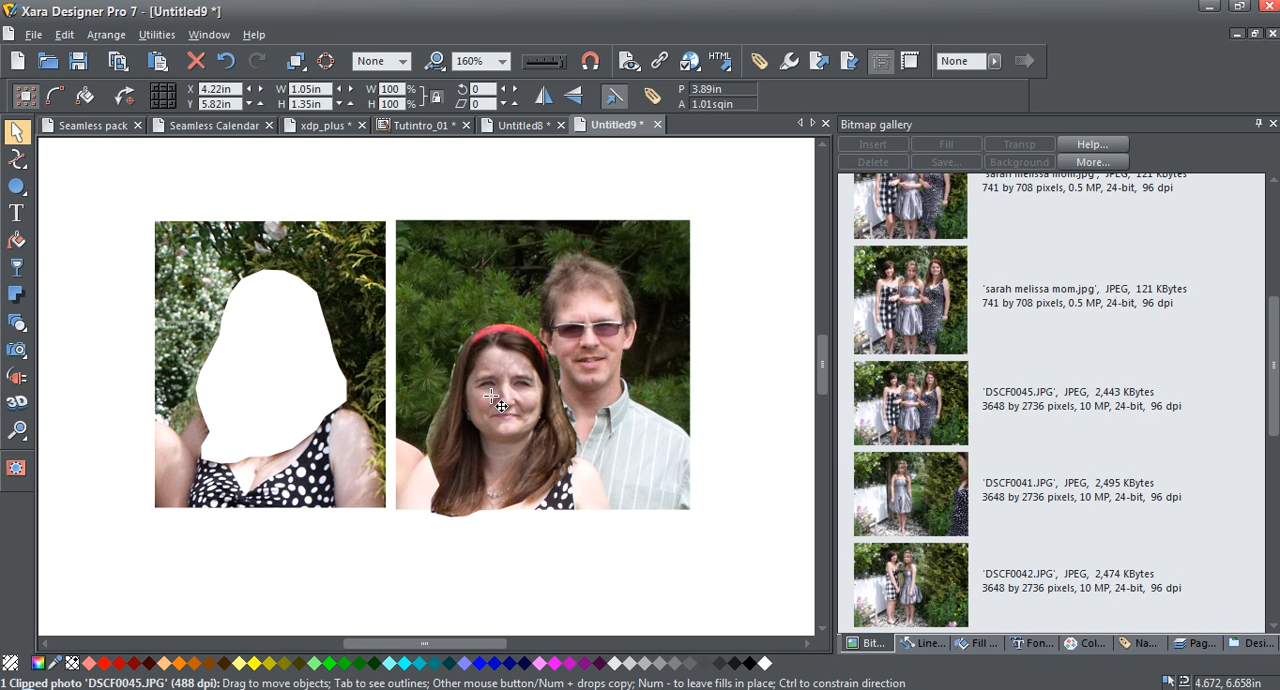 Xara Designer Pro 7 - [Untitled9 *]
File Edit Arrange Utilities Window Help
None 160% HTML None
X 4.22in W 1.05in W 100 % 0 P 3.89in
Y 5.82in H 1.35in H 100 % 0 A 1.01sqin
Seamless pack Seamless Calendar xdp_plus * Tutintro_01 * Untitled8 * Untitled9 *
Bitmap gallery
Insert Fill Transp Help...
Delete Save... Background More...
'sarah melissa mom.jpg', JPEG, 121 KBytes
741 by 708 pixels, 0.5 MP, 24-bit, 96 dpi
'sarah melissa mom.jpg', JPEG, 121 KBytes
741 by 708 pixels, 0.5 MP, 24-bit, 96 dpi
'DSCF0045.JPG', JPEG, 2,443 KBytes
3648 by 2736 pixels, 10 MP, 24-bit, 96 dpi
'DSCF0041.JPG', JPEG, 2,495 KBytes
3648 by 2736 pixels, 10 MP, 24-bit, 96 dpi
'DSCF0042.JPG', JPEG, 2,474 KBytes
3648 by 2736 pixels, 10 MP, 24-bit, 96 dpi
T
3D
Bit... Line... Fill ... Fon... Col... Na... Pag... Desi...
1 Clipped photo 'DSCF0045.JPG' (488 dpi): Drag to move objects; Tab to see outlines; Other mouse button/Num + drops copy; Num - to leave fills in place; Ctrl to constrain direction
4.672, 6.658in